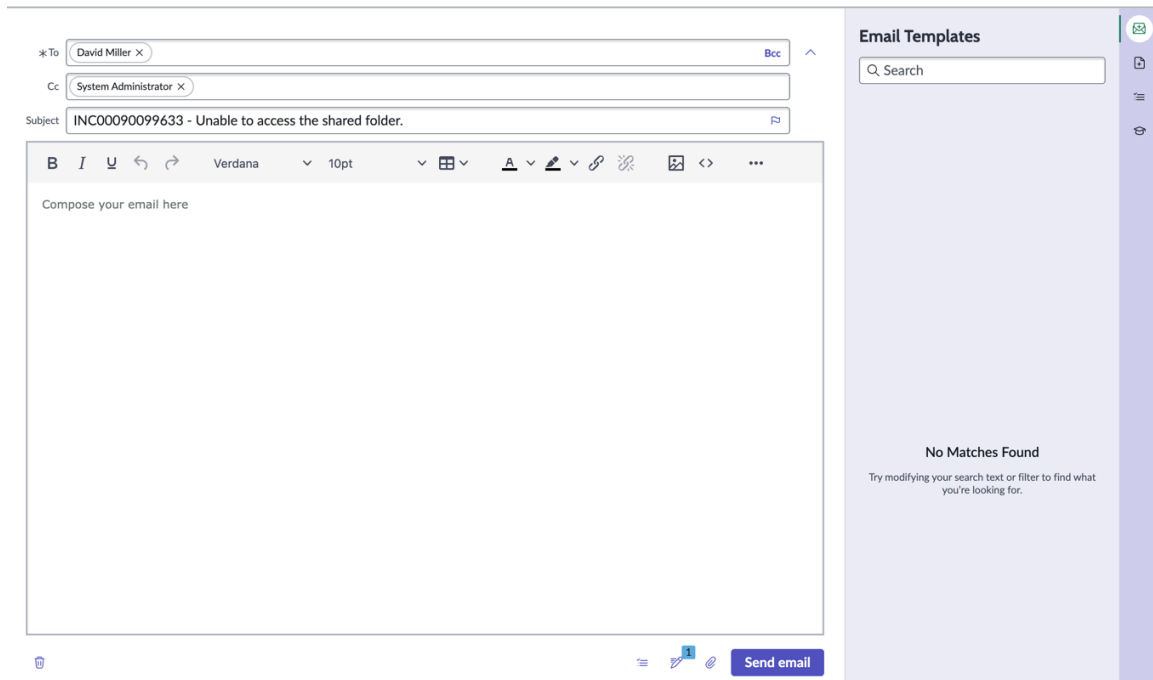 Email Templates
*To David Miller × Bcc
Search
Cc System Administrator ×
Subject INC00090099633 - Unable to access the shared folder.
B I U Verdana 10pt A <> •••
Compose your email here
No Matches Found
Try modifying your search text or filter to find what
you're looking for.
1
Send email